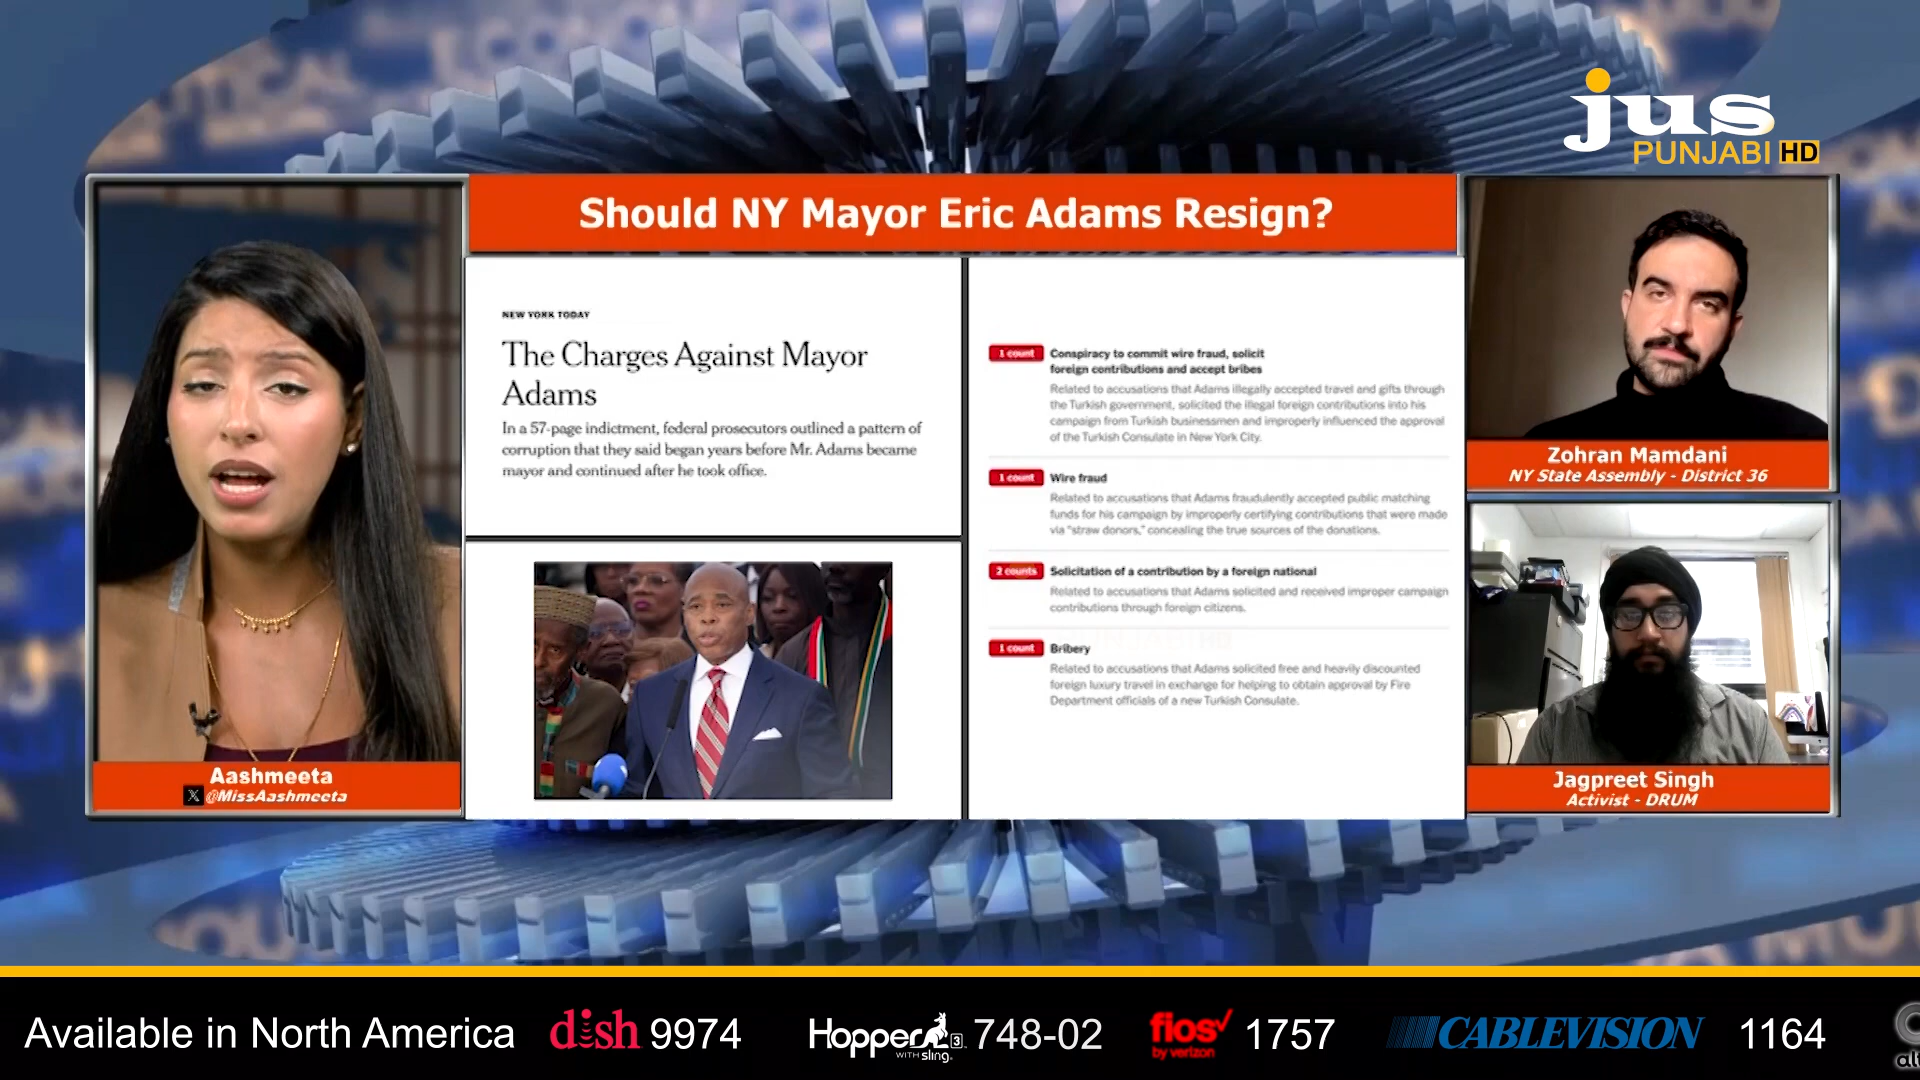 jus
PUNJABI HD
Should NY Mayor Eric Adams Resign?
NEW YORK TODAY
The Charges Against Mayor
Adams
In a 57-page indictment, federal prosecutors outlined a pattern of
corruption that they said began years before Mr. Adams became
mayor and continued after he took office.
1 count Conspiracy to commit wire fraud, solicit
foreign contributions and accept bribes
Related to accusations that Adams illegally accepted travel and gifts through
the Turkish government, solicited the illegal foreign contributions into his
campaign from Turkish businessmen and improperly influenced the approval
of the Turkish Consulate in New York City.
1 count Wire fraud
Related to accusations that Adams fraudulently accepted public matching
funds for his campaign by improperly certifying contributions that were made
via "straw donors," concealing the true sources of the donations.
2 counts Solicitation of a contribution by a foreign national
Related to accusations that Adams solicited and received improper campaign
contributions through foreign citizens.
1 count Bribery
Related to accusations that Adams solicited free and heavily discounted
foreign luxury travel in exchange for helping to obtain approval by Fire
Department officials of a new Turkish Consulate.
Zohran Mamdani
NY State Assembly - District 36
Jagpreet Singh
Activist - DRUM
Aashmeeta
X @MissAashmeeta
Available in North America dish 9974 Hopper 3 WITH sling 748-02 fios by verizon 1757 CABLEVISION 1164